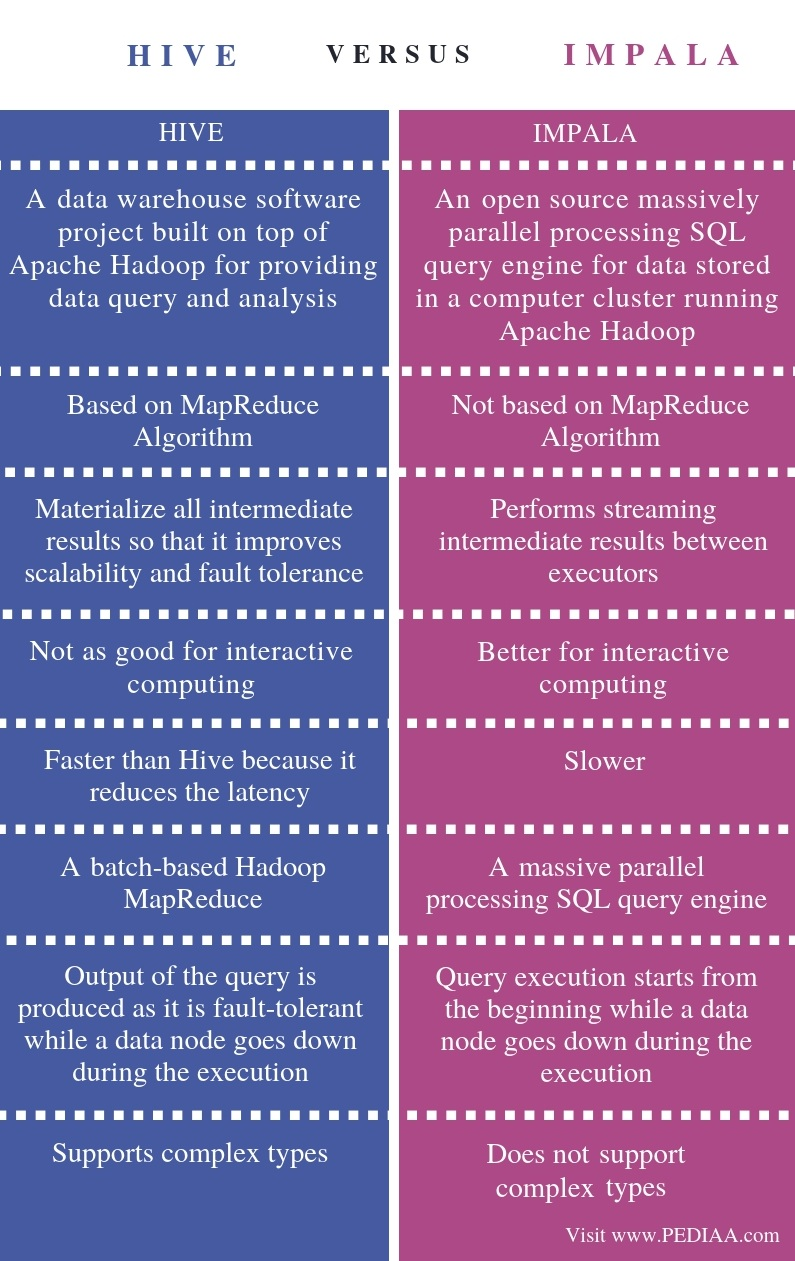 HIVE VERSUS IMPALA
HIVE
A data warehouse software
project built on top of
Apache Hadoop for providing
data query and analysis
Based on MapReduce
Algorithm
Materialize all intermediate
results so that it improves
scalability and fault tolerance
Not as good for interactive
computing
Faster than Hive because it
reduces the latency
A batch-based Hadoop
MapReduce
Output of the query is
produced as it is fault-tolerant
while a data node goes down
during the execution
Supports complex types
IMPALA
An open source massively
parallel processing SQL
query engine for data stored
in a computer cluster running
Apache Hadoop
Not based on MapReduce
Algorithm
Performs streaming
intermediate results between
executors
Better for interactive
computing
Slower
A massive parallel
processing SQL query engine
Query execution starts from
the beginning while a data
node goes down during the
execution
Does not support
complex types
Visit www.PEDIAA.com